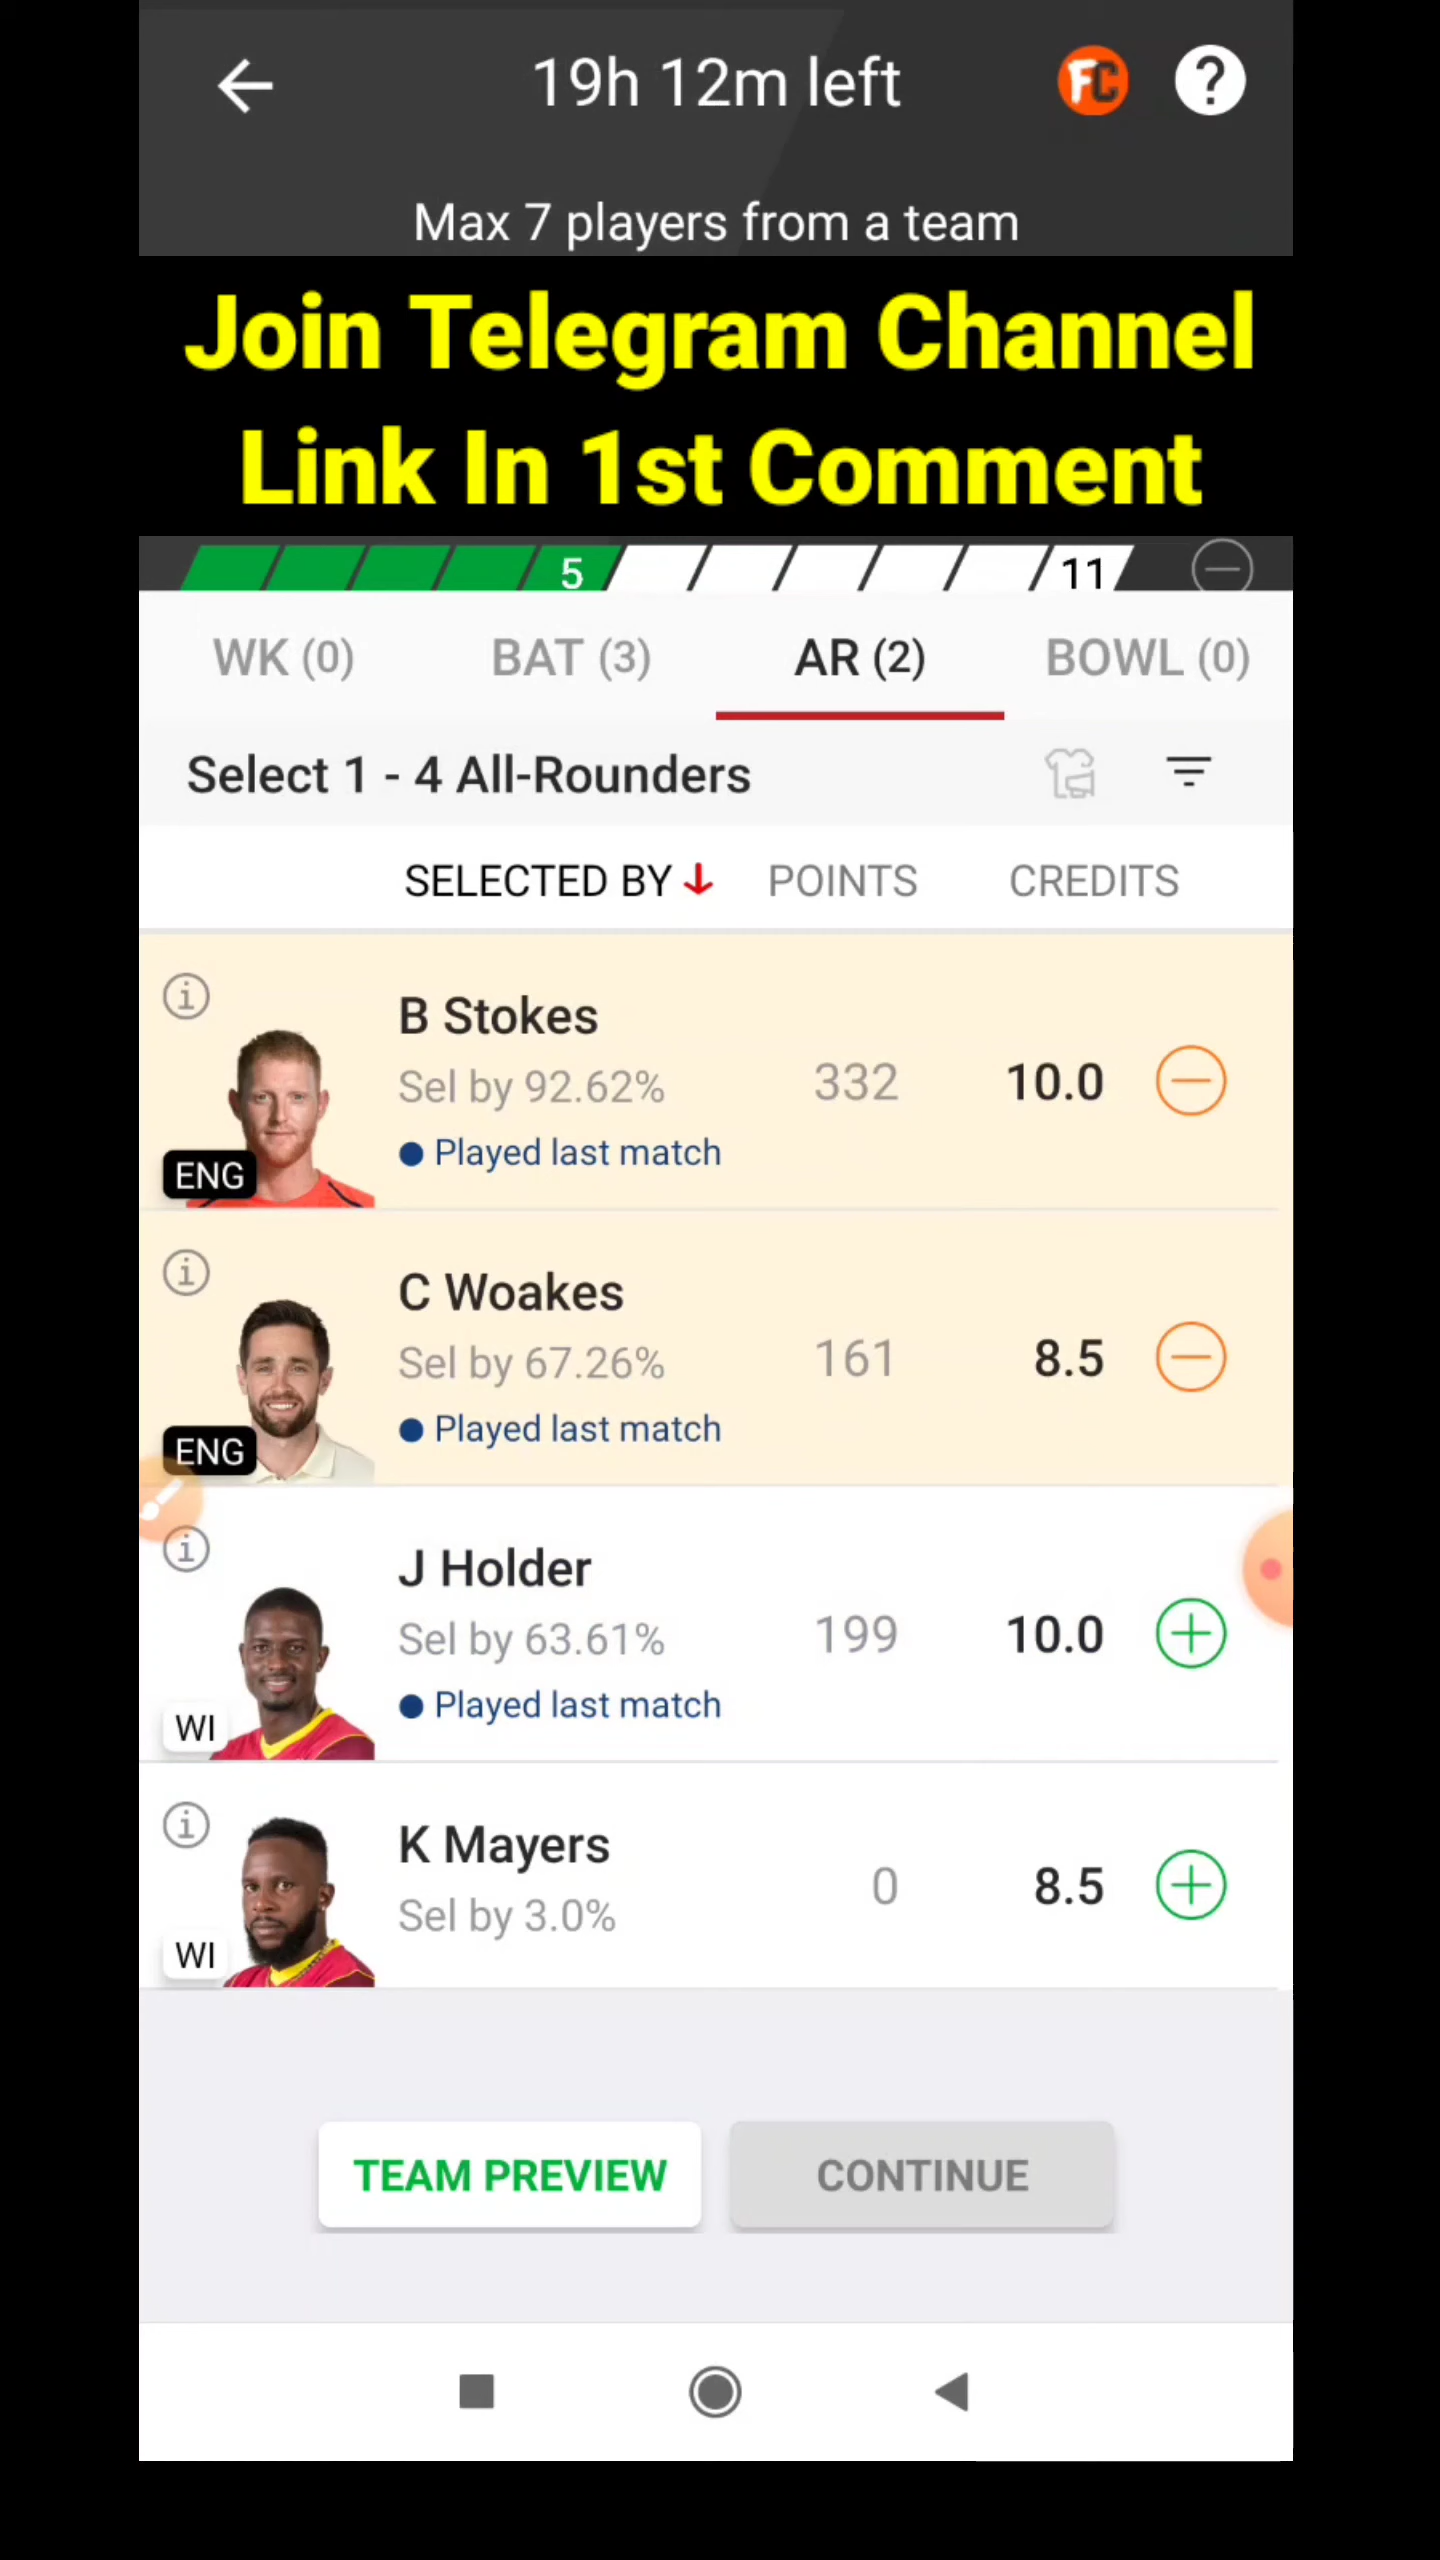 19h 12m left
FC
?
Max 7 players from a team
Join Telegram Channel
Link In 1st Comment
5
11
WK (0)
BAT (3)
AR (2)
BOWL (0)
Select 1 - 4 All-Rounders
SELECTED BY
POINTS
CREDITS
B Stokes
Sel by 92.62%
332
10.0
Played last match
ENG
C Woakes
Sel by 67.26%
161
8.5
Played last match
ENG
J Holder
Sel by 63.61%
199
10.0
Played last match
WI
K Mayers
Sel by 3.0%
0
8.5
WI
TEAM PREVIEW
CONTINUE